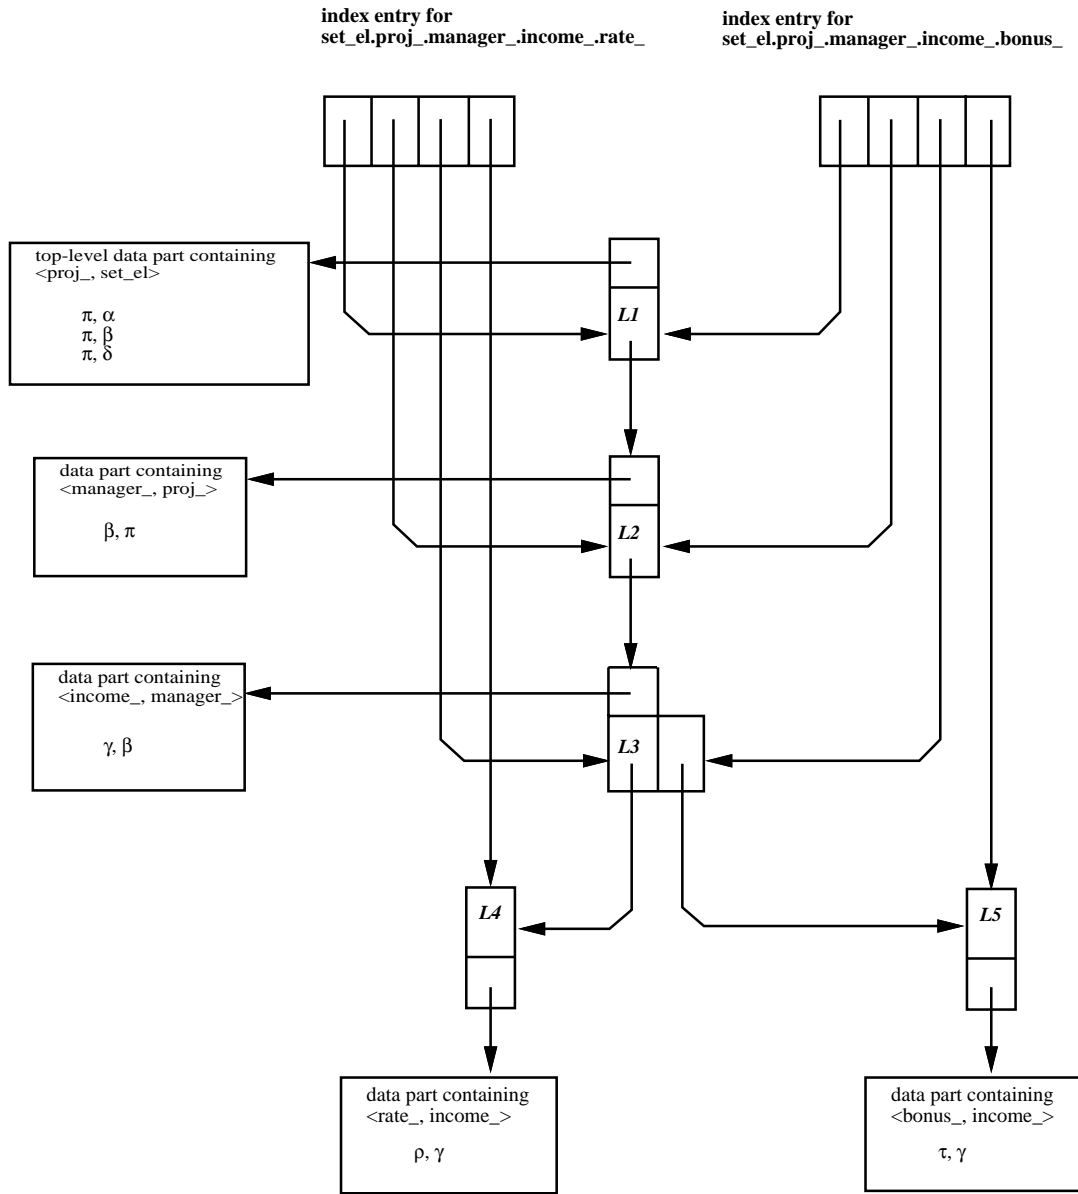 index entry for
set_el.proj_.manager_.income_.rate_
index entry for
set_el.proj_.manager_.income_.bonus_
top-level data part containing
<proj_, set_el>
π, α
π, β
π, δ
L1
data part containing
<manager_, proj_>
β, π
L2
data part containing
<income_, manager_>
γ, β
L3
L4
L5
data part containing
<rate_, income_>
ρ, γ
data part containing
<bonus_, income_>
τ, γ